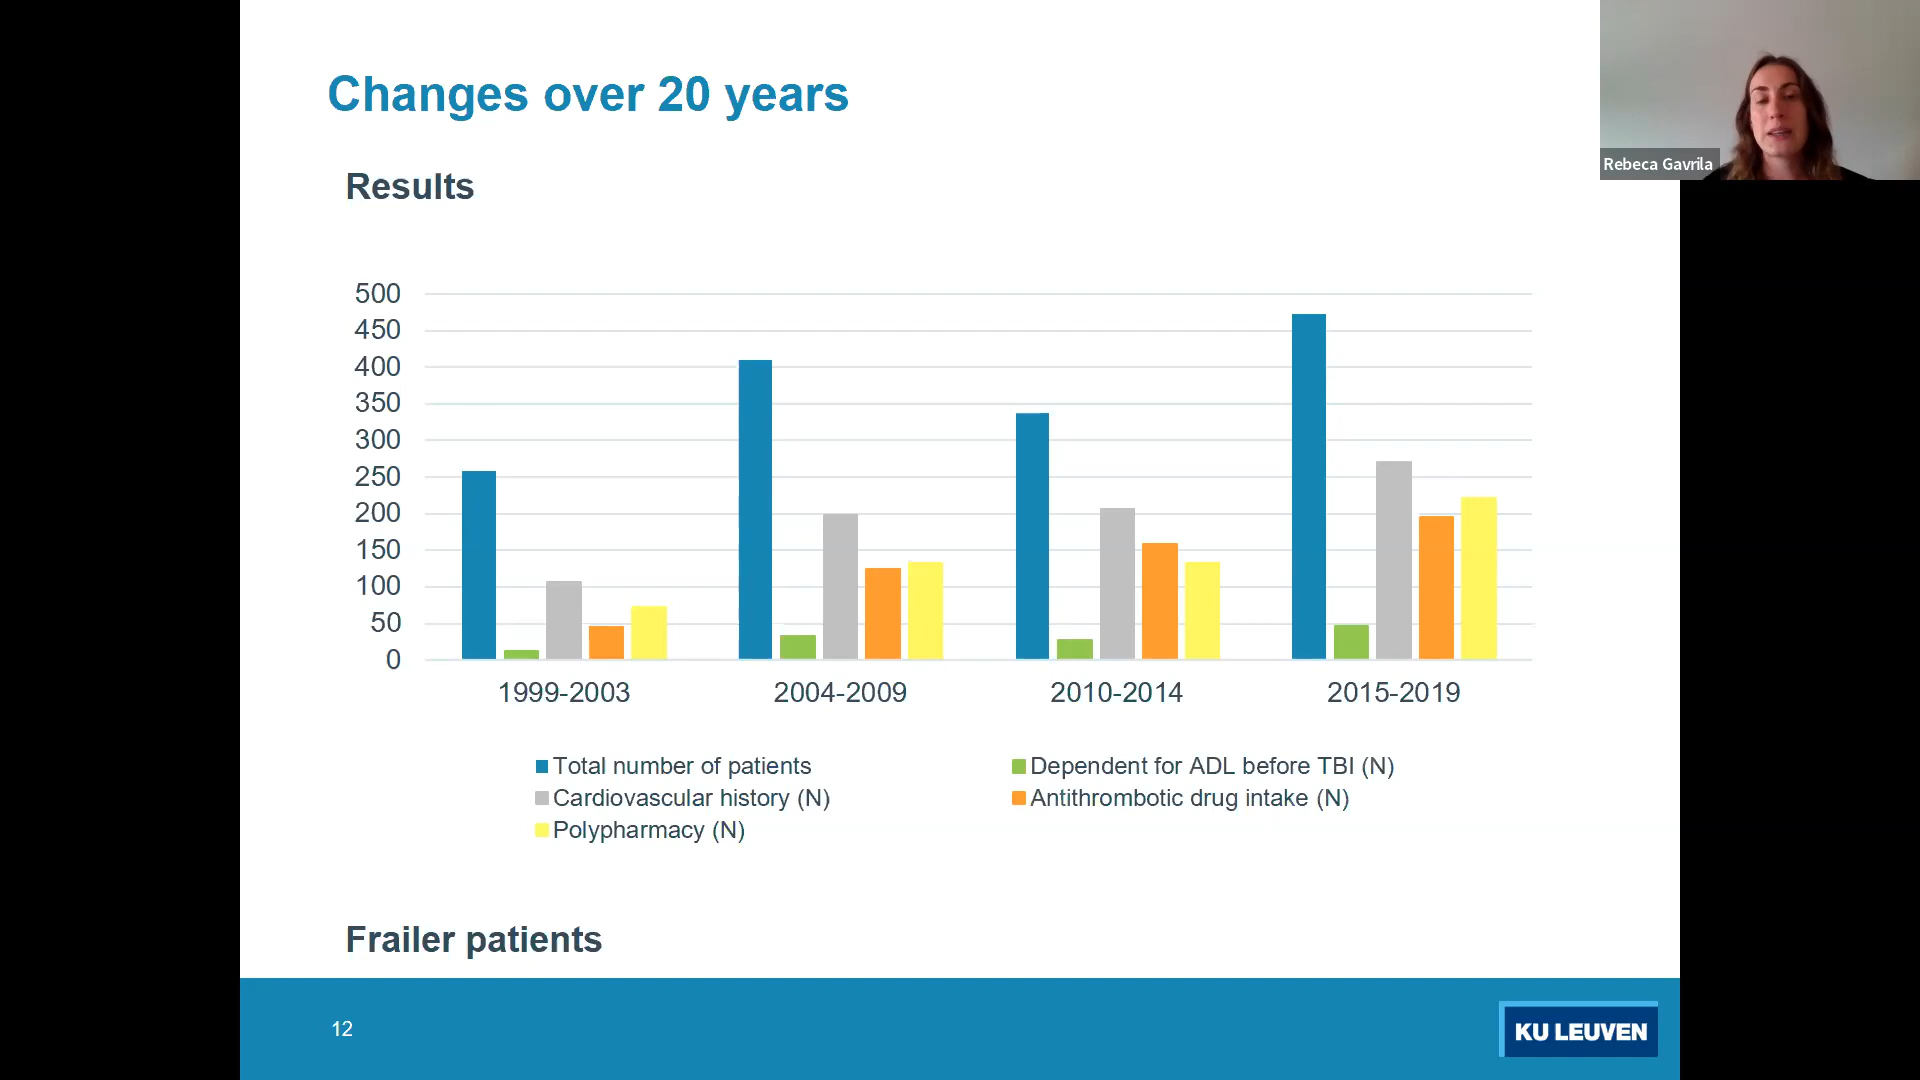 Changes over 20 years
Rebeca Gavrila
Results
500
450
400
350
300
250
200
150
100
50
0
1999-2003 2004-2009 2010-2014 2015-2019
Total number of patients Dependent for ADL before TBI (N)
Cardiovascular history (N) Antithrombotic drug intake (N)
Polypharmacy (N)
Frailer patients
12
KU LEUVEN